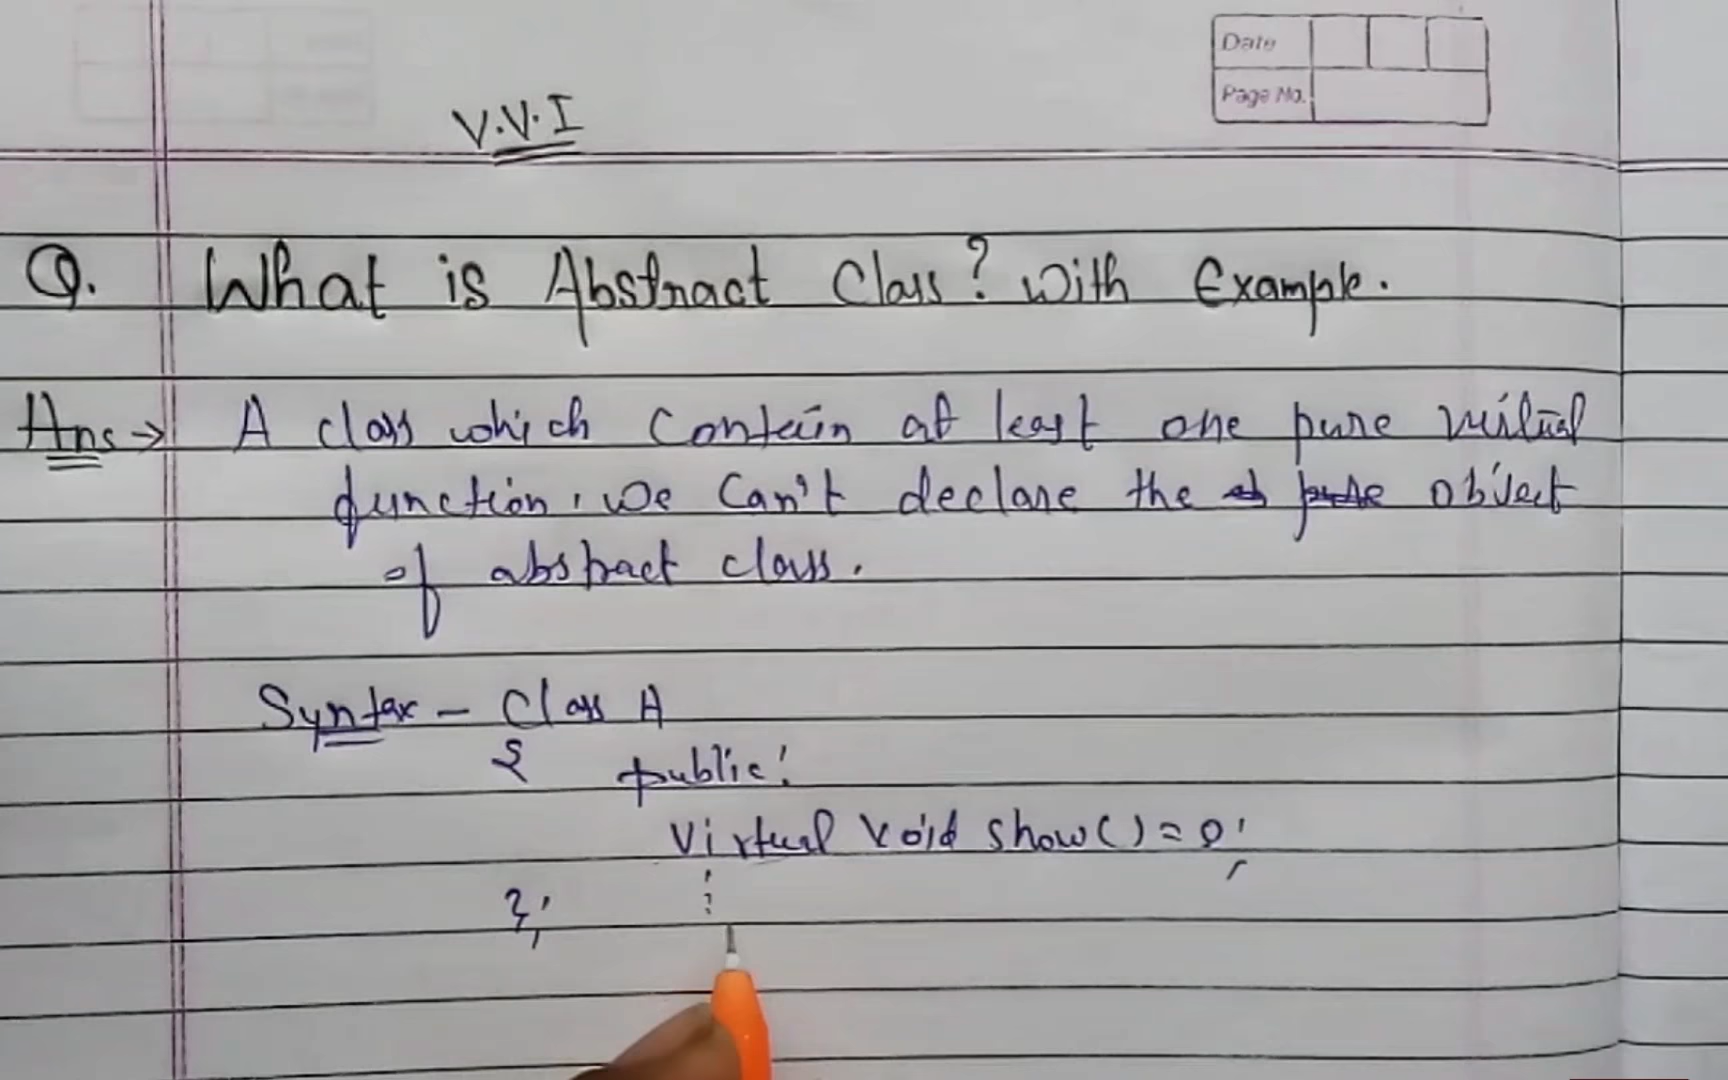 Date
Page No.
V.V.I
Q. What is Abstract Class? With Example.
Ans→ A class which contain at least one pure virtual
function, we can't declare the object
of abstract class.
Syntax - Class A
{ public:
Virtual Void Show() = 0;
};